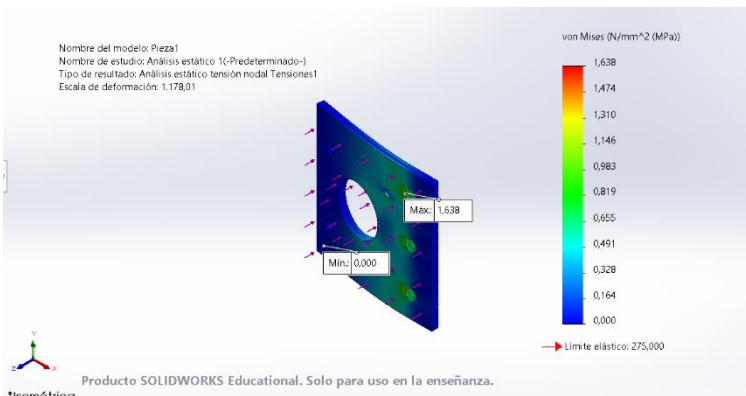 Nombre del modelo: Pieza1
Nombre de estudio: Análisis estático 1(-Predeterminado-)
Tipo de resultado: Análisis estático tensión nodal Tensiones1
Escala de deformación: 1.178,01
von Mises (N/mm^2 (MPa))
1,638
1,474
1,310
1,146
0,983
0,819
0,655
0,491
0,328
0,164
0,000
Límite elástico: 275,000
Máx.: 1,638
Mín.: 0,000
Y
Z X
Producto SOLIDWORKS Educational. Solo para uso en la enseñanza.
*Isométrica